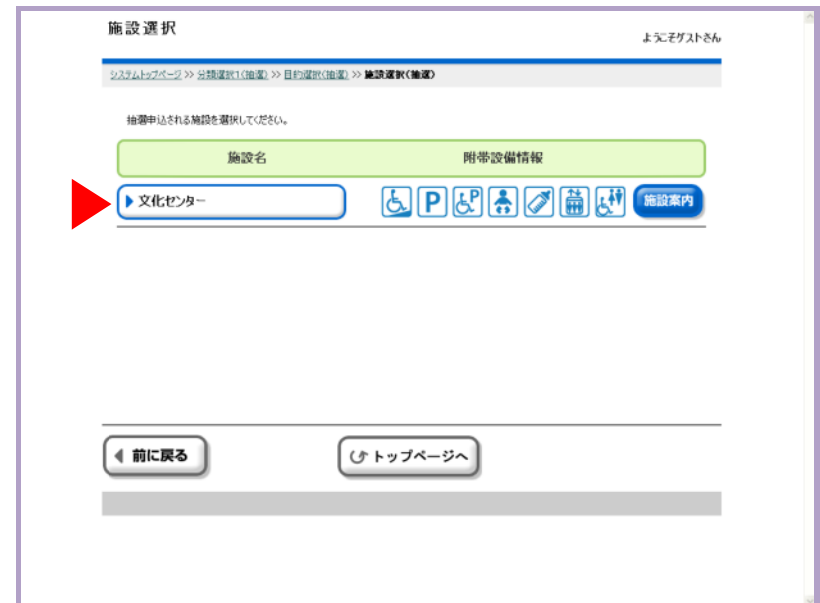 施設選択
ようこそゲストさん
システムトップページ >> 分類選択1(抽選) >> 目的選択(抽選) >> 施設選択(抽選)
抽選申込される施設を選択してください。
施設名 附帯設備情報
文化センター P P 施設案内
前に戻る トップページへ